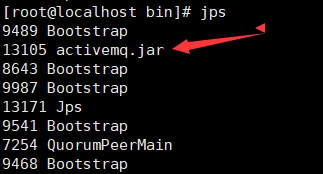 [root@localhost bin]# jps
9489 Bootstrap
13105 activemq.jar
8643 Bootstrap
9987 Bootstrap
13171 Jps
9541 Bootstrap
7254 QuorumPeerMain
9468 Bootstrap